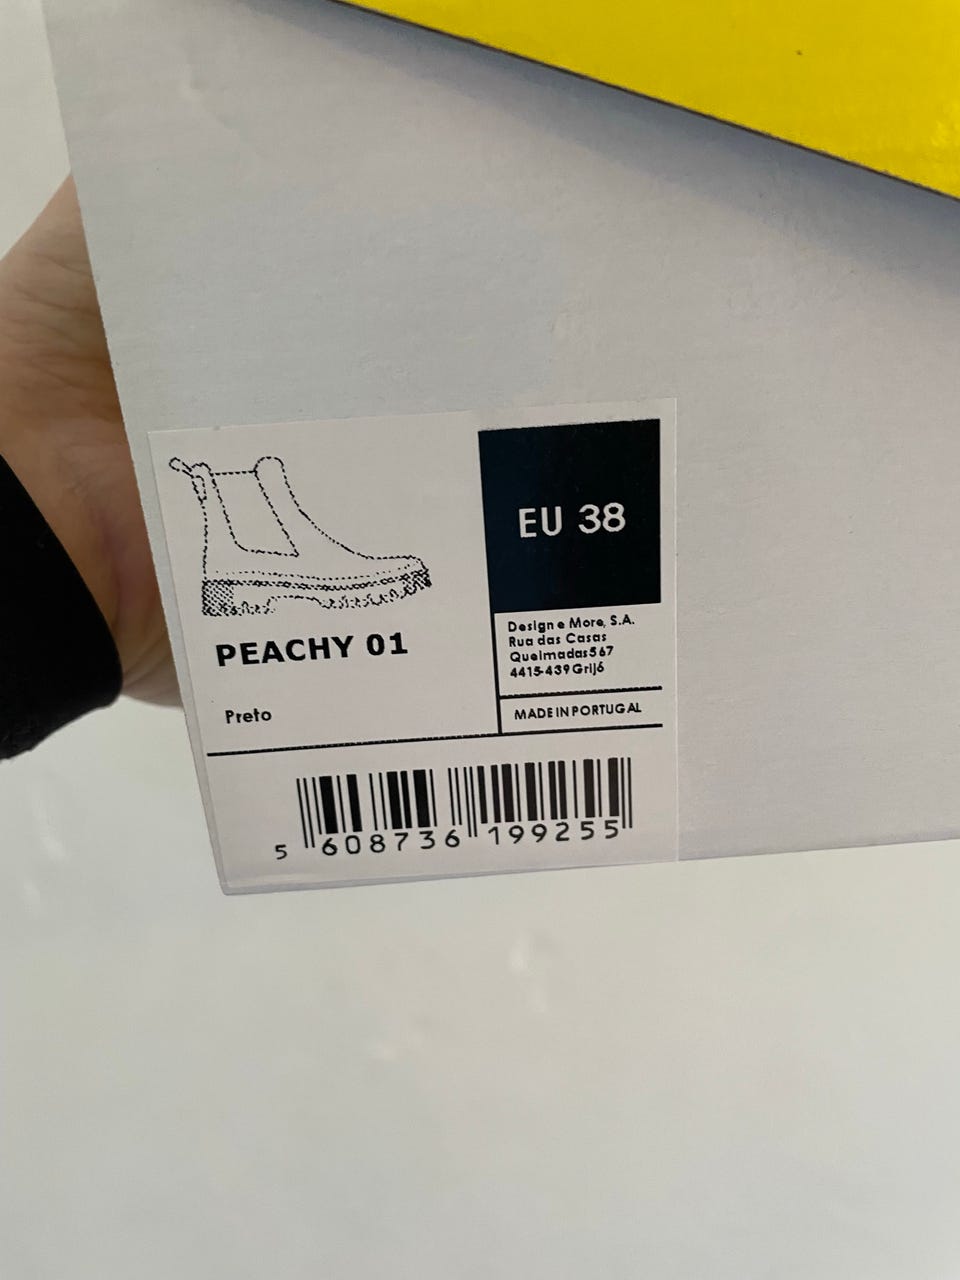 EU 38
Design e More, S.A.
Rua das Casas
Queimadas 567
4415-439 Grijó
MADE IN PORTUGAL
PEACHY 01
Preto
5 608736 199255